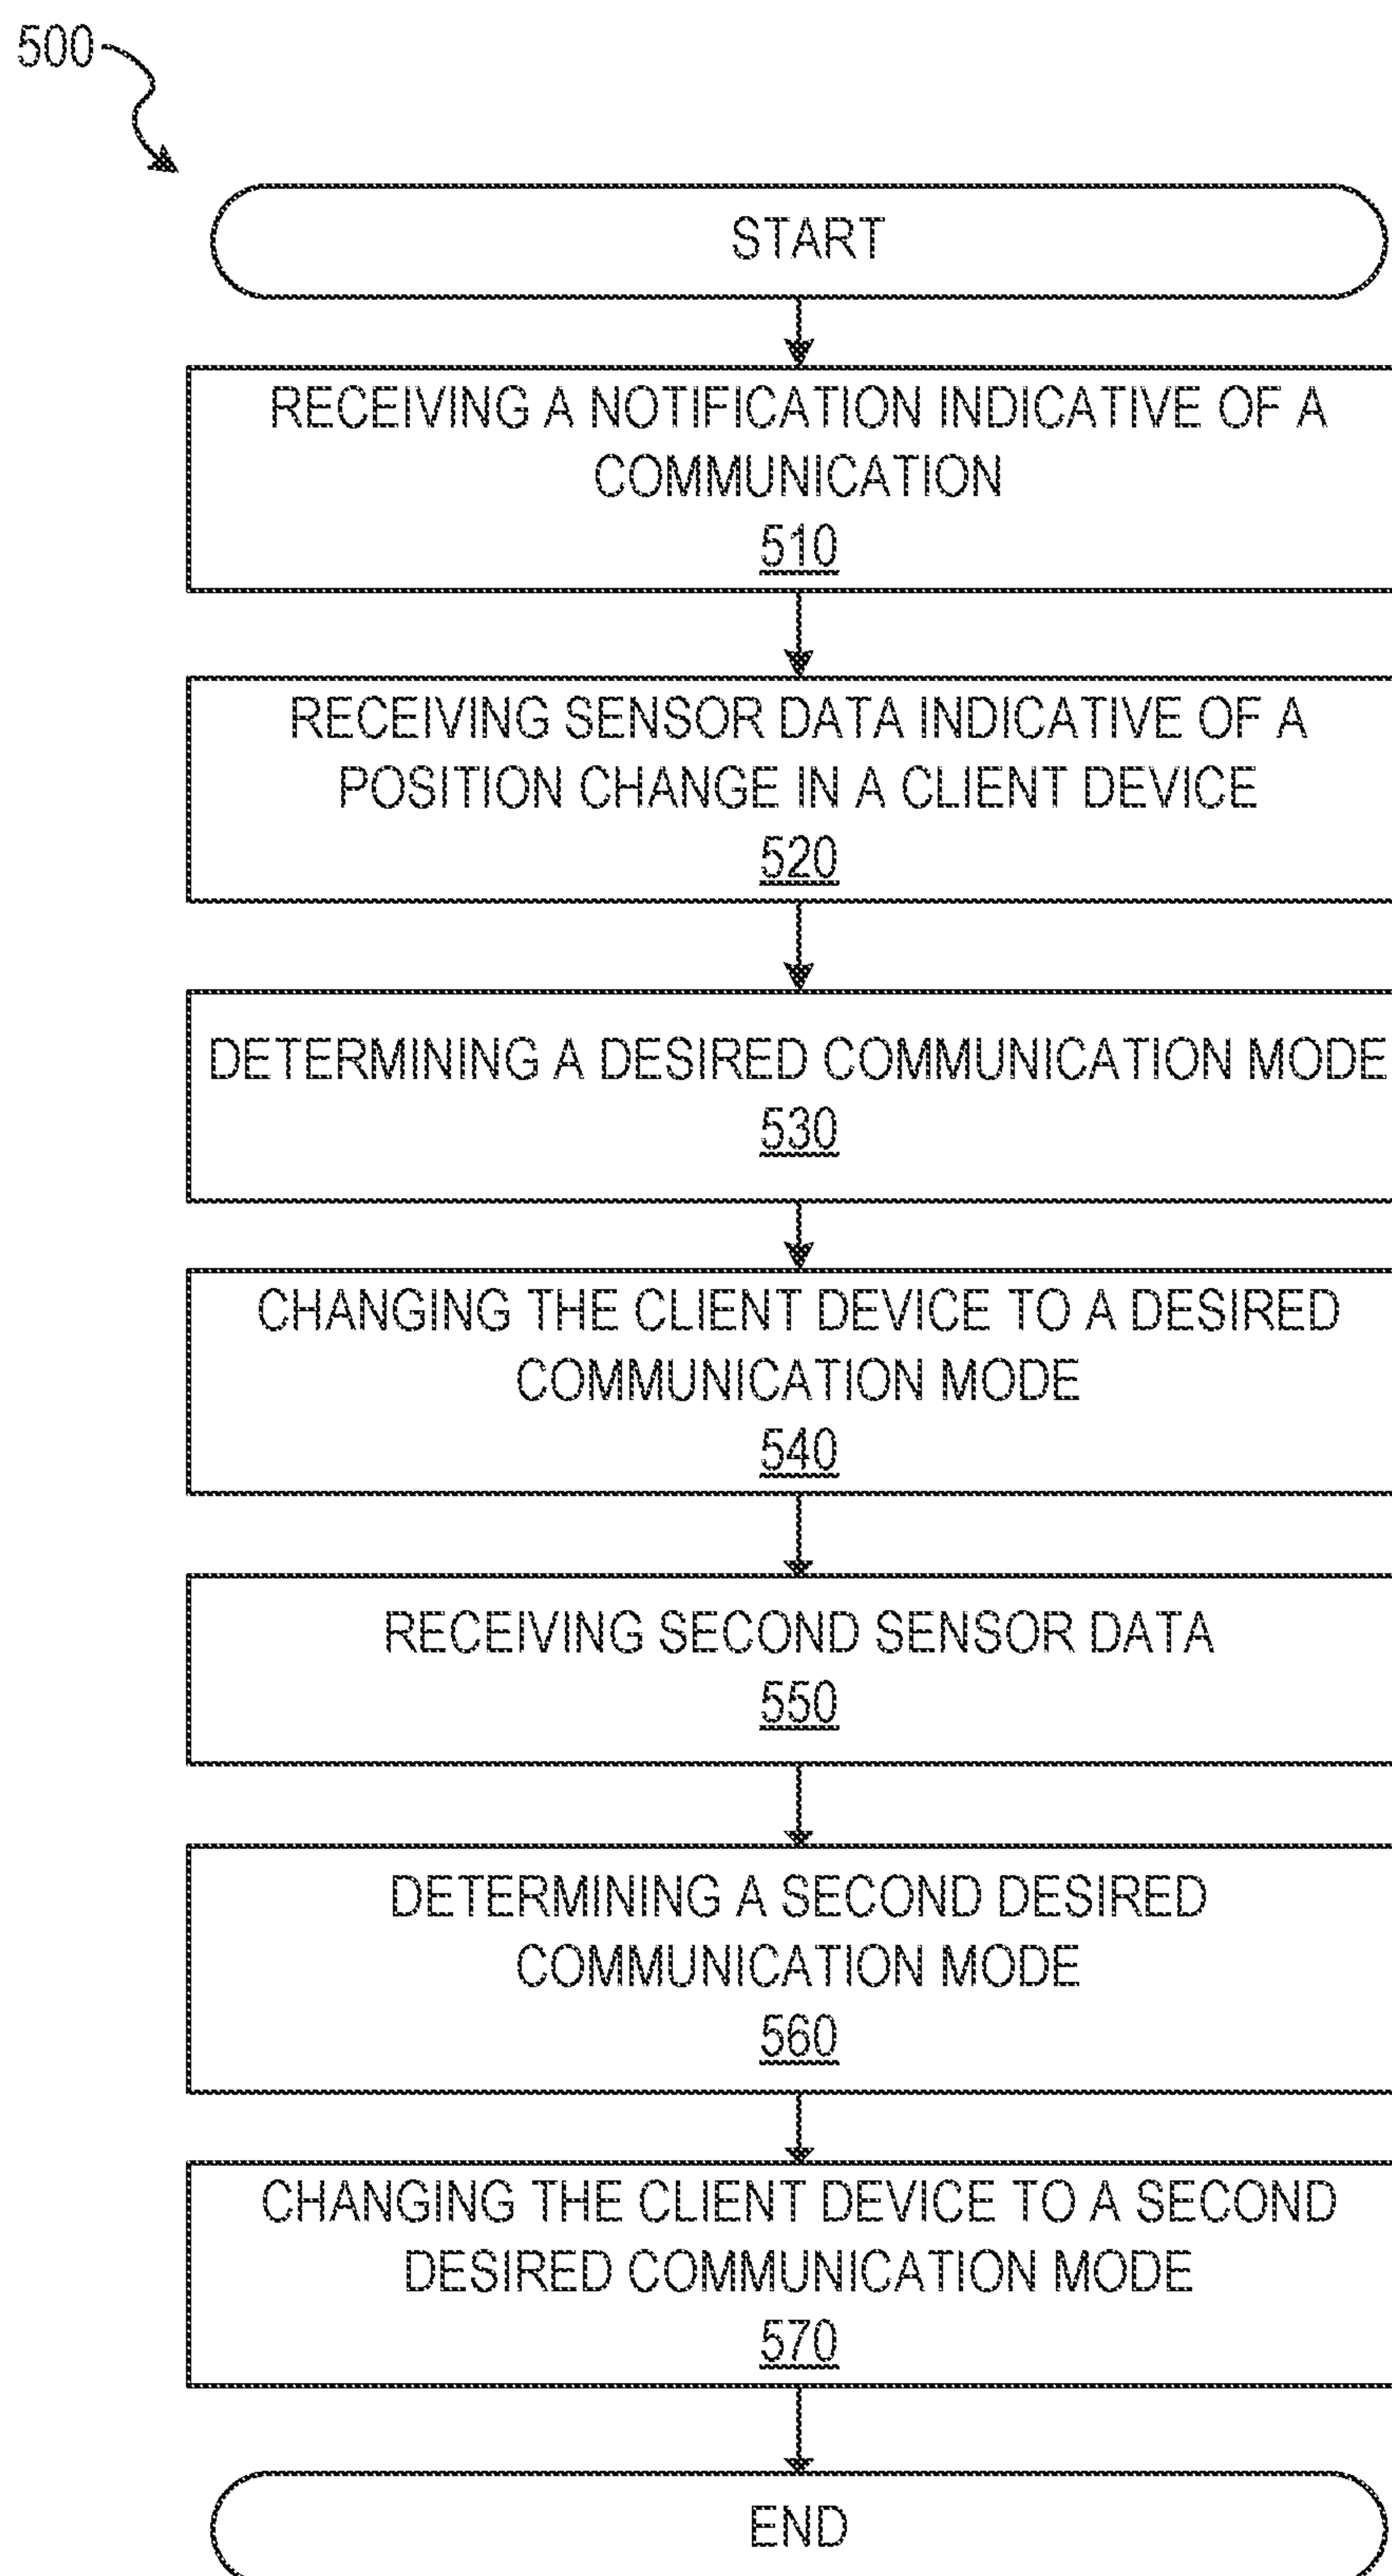 500
START
RECEIVING A NOTIFICATION INDICATIVE OF A
COMMUNICATION
510
RECEIVING SENSOR DATA INDICATIVE OF A
POSITION CHANGE IN A CLIENT DEVICE
520
DETERMINING A DESIRED COMMUNICATION MODE
530
CHANGING THE CLIENT DEVICE TO A DESIRED
COMMUNICATION MODE
540
RECEIVING SECOND SENSOR DATA
550
DETERMINING A SECOND DESIRED
COMMUNICATION MODE
560
CHANGING THE CLIENT DEVICE TO A SECOND
DESIRED COMMUNICATION MODE
570
END